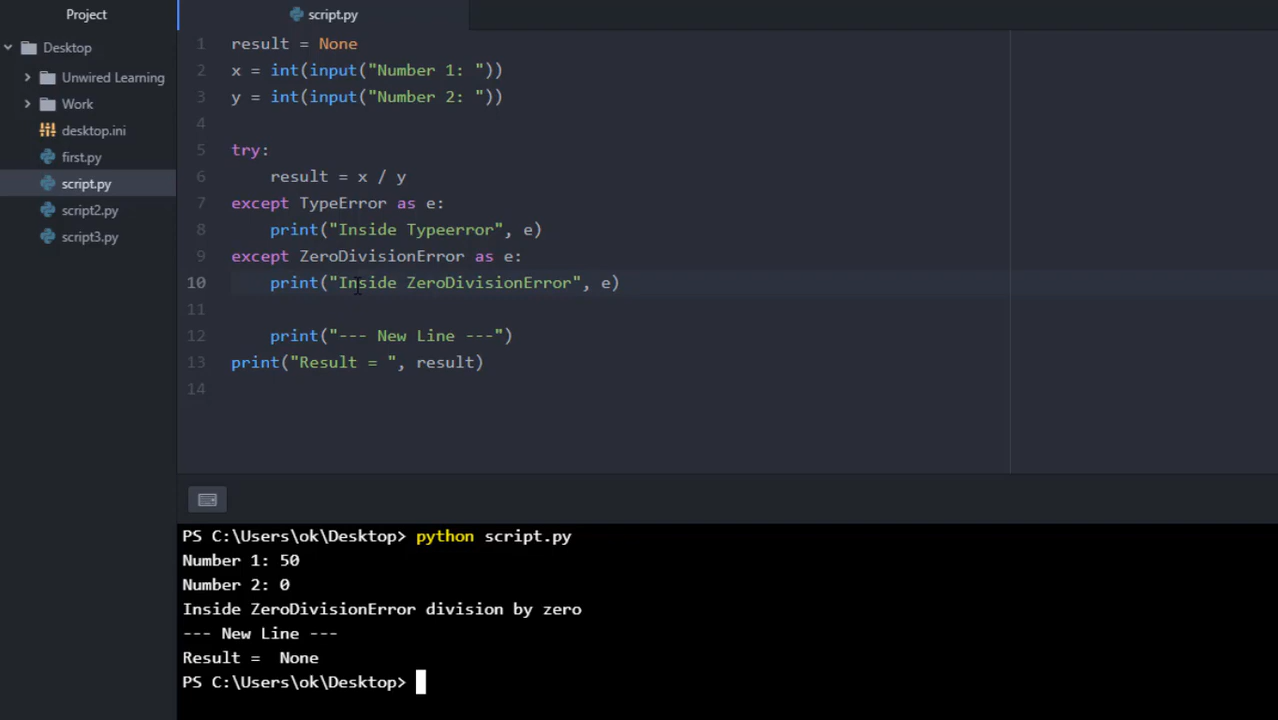 Project
script.py
Desktop
Unwired Learning
Work
desktop.ini
first.py
script.py
script2.py
script3.py
1 result = None
2 x = int(input("Number 1: "))
3 y = int(input("Number 2: "))
4
5 try:
6 result = x / y
7 except TypeError as e:
8 print("Inside Typeerror", e)
9 except ZeroDivisionError as e:
10 print("Inside ZeroDivisionError", e)
11
12 print("--- New Line ---")
13 print("Result = ", result)
14
PS C:\Users\ok\Desktop> python script.py
Number 1: 50
Number 2: 0
Inside ZeroDivisionError division by zero
--- New Line ---
Result =  None
PS C:\Users\ok\Desktop>